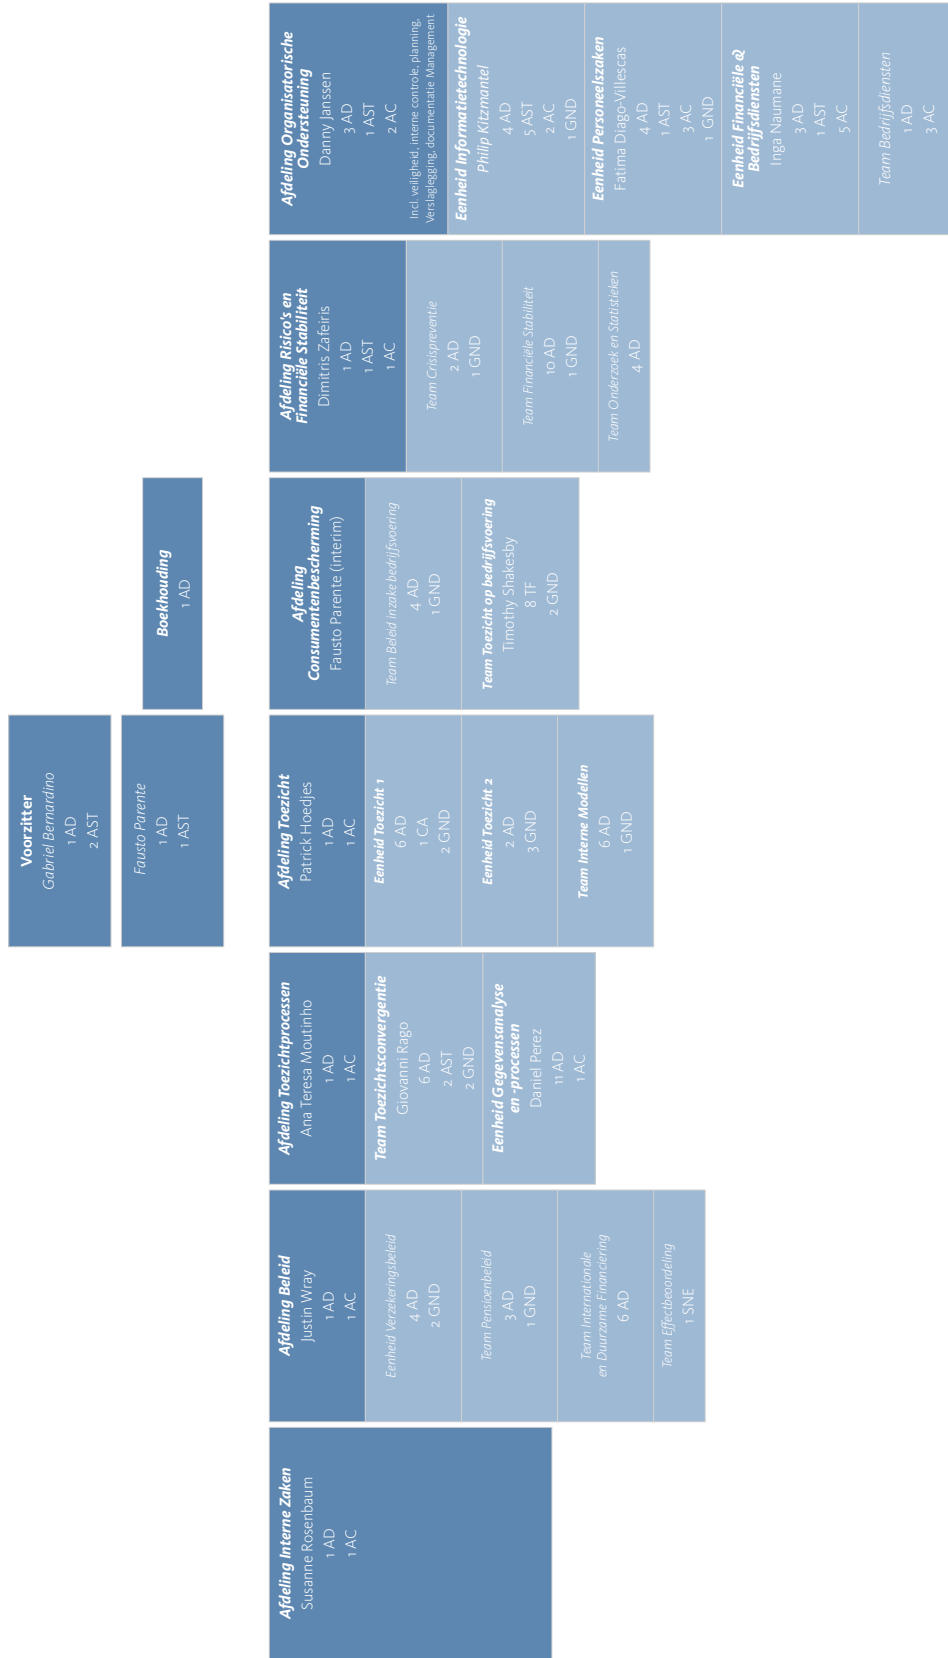 Voorzitter
Gabriel Bernardino
1 AD
2 AST
Fausto Parente
1 AD
1 AST
Boekhouding
1 AD
Afdeling Interne Zaken
Susanne Rosenbaum
1 AD
1 AC
Afdeling Beleid
Justin Wray
1 AD
1 AC
Eenheid Verzekeringsbeleid
4 AD
2 GND
Team Pensioenbeleid
3 AD
1 GND
Team Internationale
en Duurzame Financiering
6 AD
Team Effectbeoordeling
1 SNE
Afdeling Toezichtprocessen
Ana Teresa Moutinho
1 AD
1 AC
Team Toezichtsconvergentie
Giovanni Rago
6 AD
2 AST
2 GND
Eenheid Gegevensanalyse
en -processen
Daniel Perez
11 AD
1 AC
Afdeling Toezicht
Patrick Hoedjes
1 AD
1 AC
Eenheid Toezicht 1
6 AD
1 CA
2 GND
Eenheid Toezicht 2
2 AD
3 GND
Team Interne Modellen
6 AD
1 GND
Afdeling
Consumentenbescherming
Fausto Parente (interim)
Team Beleid inzake bedrijfsvoering
4 AD
1 GND
Team Toezicht op bedrijfsvoering
Timothy Shakesby
8 TF
2 GND
Afdeling Risico's en
Financiële Stabiliteit
Dimitris Zafeiris
1 AD
1 AST
1 AC
Team Crisispreventie
2 AD
1 GND
Team Financiële Stabiliteit
10 AD
1 GND
Team Onderzoek en Statistieken
4 AD
Afdeling Organisatorische
Ondersteuning
Danny Janssen
3 AD
1 AST
2 AC
Incl. veiligheid, interne controle, planning,
Verslaglegging, documentatie Management
Eenheid Informatietechnologie
Philip Kitzmantel
4 AD
5 AST
2 AC
1 GND
Eenheid Personeelszaken
Fatima Diago-Villescas
4 AD
1 AST
3 AC
1 GND
Eenheid Financiële &
Bedrijfsdiensten
Inga Naumane
3 AD
1 AST
5 AC
Team Bedrijfsdiensten
1 AD
3 AC